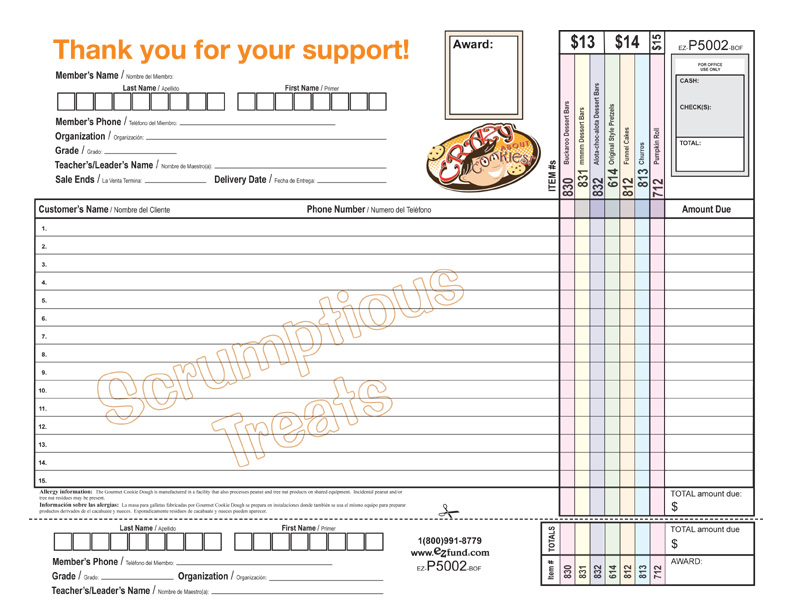 Thank you for your support!
Member's Name / Nombre del Miembro:
Last Name / Apellido
First Name / Primer
Member's Phone / Teléfono del Miembro:
Organization / Organización:
Grade / Grado:
Teacher's/Leader's Name / Nombre de Maestro(a):
Sale Ends / La Venta Termina:
Delivery Date / Fecha de Entrega:
Award:
Crazy
ABOUT
Cookies
$13
$14
$15
ITEM #s
830 Buckaroo Dessert Bars
831 mmmm Dessert Bars
832 Alota-choc-alota Dessert Bars
614 Original Style Pretzels
812 Funnel Cakes
813 Churros
712 Pumpkin Roll
EZ-P5002-BOF
FOR OFFICE
USE ONLY
CASH:
CHECK(S):
TOTAL:
Customer's Name / Nombre del Cliente
Phone Number / Numero del Teléfono
Amount Due
1.
2.
3.
4.
5.
6.
7.
8.
9.
10.
11.
12.
13.
14.
15.
Scrumptious
Treats
Allergy information: The Gourmet Cookie Dough is manufactured in a facility that also processes peanut and tree nut products on shared equipment. Incidental peanut and/or
tree nut residues may be present.
Información sobre las alergias: La masa para galletas fabricadas por Gourmet Cookie Dough se prepara en instalaciones donde también se usa el mismo equipo para preparar
productos derivados de el cacahuate y nueces. Esporádicamente residuos de cacahuate y nueces pueden aparecer.
TOTAL amount due:
$
Last Name / Apellido
First Name / Primer
Member's Phone / Teléfono del Miembro:
Grade / Grado:
Organization / Organización:
Teacher's/Leader's Name / Nombre de Maestro(a):
1(800)991-8779
www.ezfund.com
EZ-P5002-BOF
TOTALS
Item #
830
831
832
614
812
813
712
TOTAL amount due
$
AWARD: